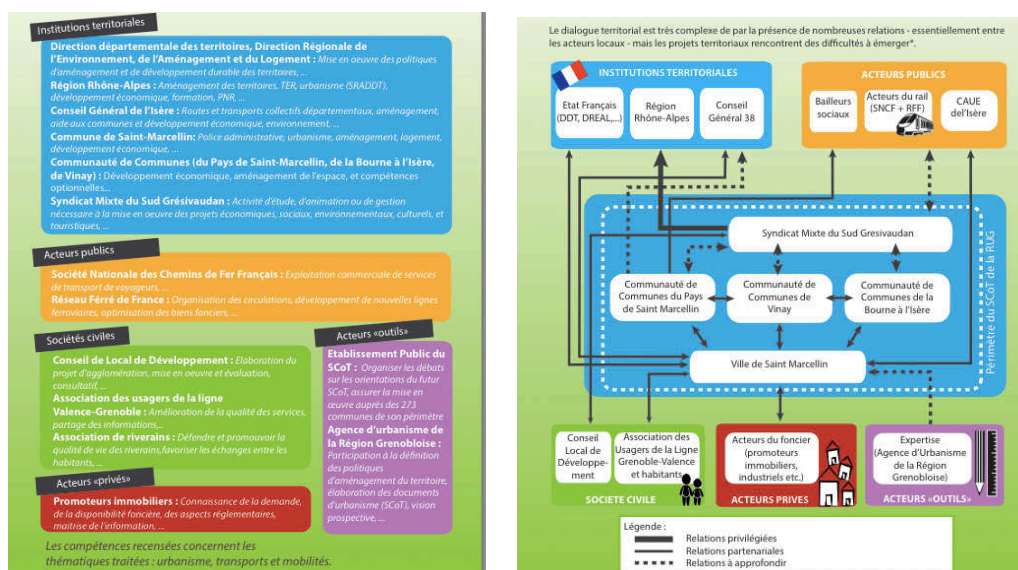 Institutions territoriales
Direction départementale des territoires, Direction Régionale de
l'Environnement, de l'Aménagement et du Logement : Mise en oeuvre des politiques
d'aménagement et de développement durable des territoires, ...
Région Rhône-Alpes : Aménagement des territoires, TER, urbanisme (SRADDT),
développement économique, formation, PNR, ...
Conseil Général de l'Isère : Routes et transports collectifs départementaux, aménagement,
aide aux communes et développement économique, environnement, ...
Commune de Saint-Marcellin: Police administrative, urbanisme, aménagement, logement,
développement économique, ...
Communauté de Communes (du Pays de Saint-Marcellin, de la Bourne à l'Isère,
de Vinay) : Développement économique, aménagement de l'espace, et compétences
optionnelles...
Syndicat Mixte du Sud Grésivaudan : Activité d'étude, d'animation ou de gestion
nécessaire à la mise en oeuvre des projets économiques, sociaux, environnementaux, culturels, et
touristiques, ...
Acteurs publics
Société Nationale des Chemins de Fer Français : Exploitation commerciale de services
de transport de voyageurs, ...
Réseau Férré de France : Organisation des circulations, développement de nouvelles lignes
ferroviaires, optimisation des biens fonciers, ...
Sociétés civiles
Conseil de Local de Développement : Elaboration du
projet d'agglomération, mise en oeuvre et évaluation,
consultatif, ...
Association des usagers de la ligne
Valence-Grenoble : Amélioration de la qualité des services,
partage des informations,..
Association de riverains : Défendre et promouvoir la
qualité de vie des riverains,favoriser les échanges entre les
habitants, ...
Acteurs «privés»
Promoteurs immobiliers : Connaissance de la demande,
de la disponibilité foncière, des aspects réglementaires,
maitrise de l'information, ...
Acteurs «outils»
Etablissement Public du
SCoT : Organiser les débats
sur les orientations du futur
SCoT, assurer la mise en
œuvre auprès des 273
communes de son périmètre
Agence d'urbanisme de
la Région Grenobloise :
Participation à la définition
des politiques
d'aménagement du territoire,
élaboration des documents
d'urbanisme (SCoT), vision
prospective, ...
Les compétences recensées concernent les
thématiques traitées : urbanisme, transports et mobilités.
Le dialogue territorial est très complexe de par la présence de nombreuses relations - essentiellement entre
les acteurs locaux - mais les projets territoriaux rencontrent des difficultés à émerger*.
INSTITUTIONS TERRITORIALES
Etat Français
(DDT, DREAL,...)
Région
Rhône-Alpes
Conseil
Général 38
ACTEURS PUBLICS
Bailleurs
sociaux
Acteurs du rail
(SNCF + RFF)
CAUE
del'Isère
Syndicat Mixte du Sud Gresivaudan
Communauté de
Communes du Pays
de Saint Marcellin
Communauté de
Communes de
Vinay
Communauté de
Communes de la
Bourne à l'Isère
Ville de Saint Marcellin
Périmètre du SCoT de la RUG
Conseil
Local de
Développe-
ment
Association des
Usagers de la Ligne
Grenoble-Valence
et habitants
SOCIETE CIVILE
Acteurs du foncier
(promoteurs
immobiliers,
industriels etc.)
ACTEURS PRIVES
Expertise
(Agence d'Urbanisme
de la Région
Grenobloise)
ACTEURS «OUTILS»
Légende :
Relations privilégiées
Relations partenariales
Relations à approfondir